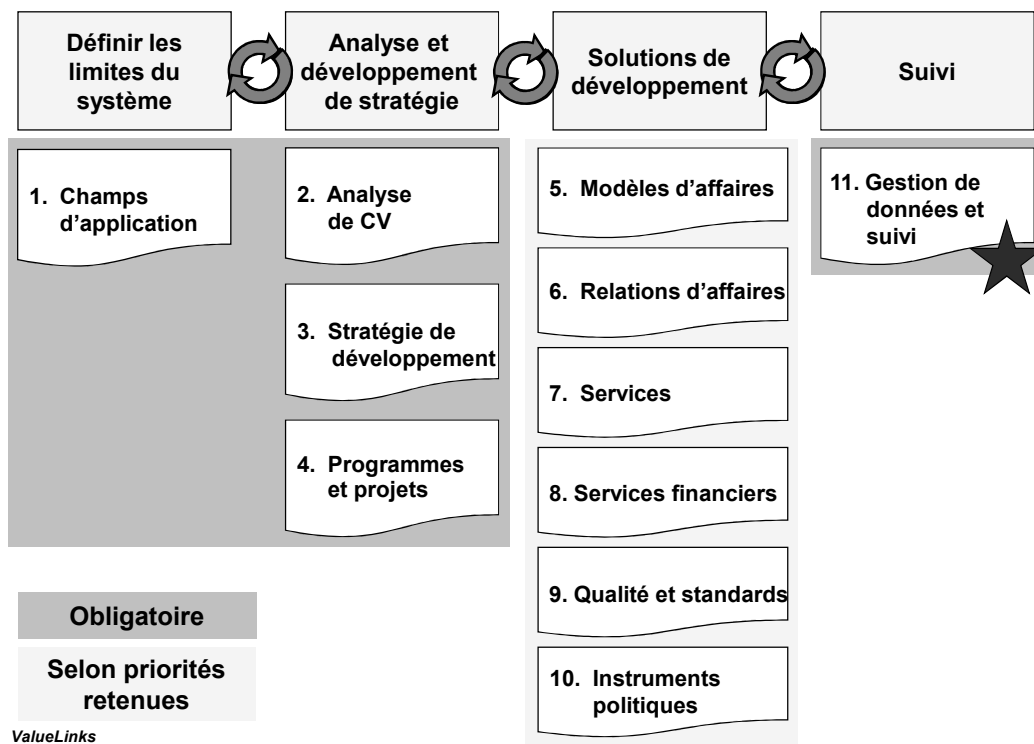 Définir les
limites du
système
Analyse et
développement
de stratégie
Solutions de
développement
Suivi
1. Champs
d’application
2. Analyse
de CV
3. Stratégie de
développement
4. Programmes
et projets
5. Modèles d’affaires
6. Relations d’affaires
7. Services
8. Services financiers
9. Qualité et standards
10. Instruments
politiques
11. Gestion de
données et
suivi
Obligatoire
Selon priorités
retenues
ValueLinks